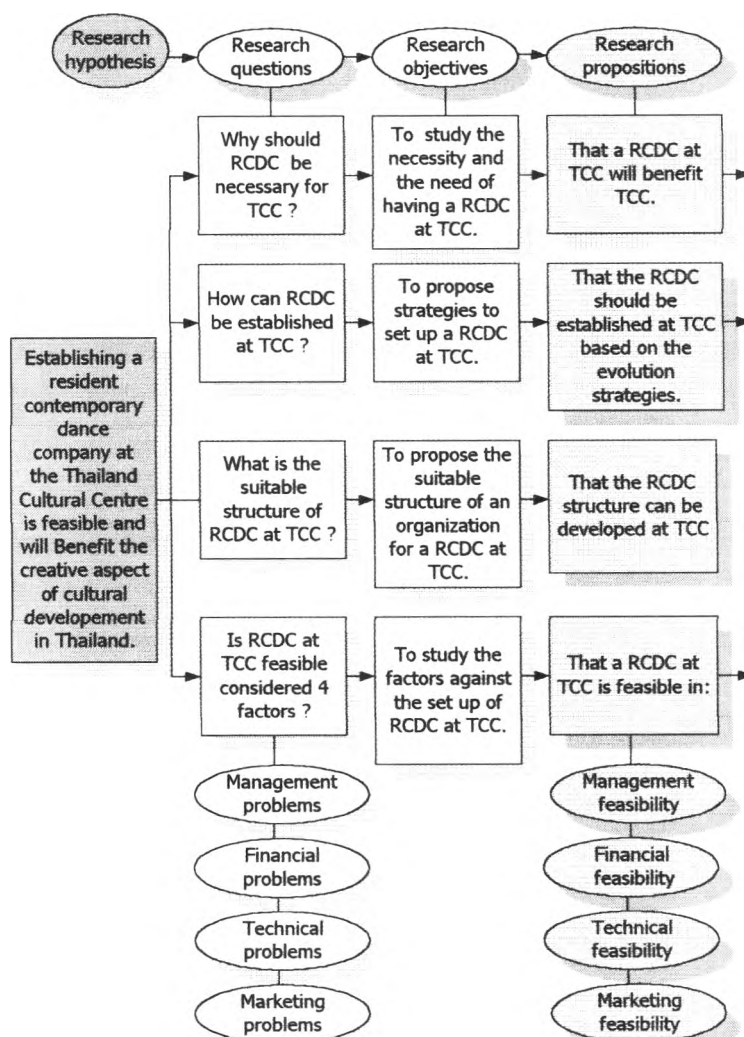 Research
hypothesis
Research
questions
Research
objectives
Research
propositions
Why should
RCDC be
necessary for
TCC ?
To study the
necessity and
the need of
having a RCDC
at TCC.
That a RCDC at
TCC will benefit
TCC.
How can RCDC
be established
at TCC ?
To propose
strategies to
set up a RCDC
at TCC.
That the RCDC
should be
established at TCC
based on the
evolution
strategies.
Establishing a
resident
contemporary
dance
company at
the Thailand
Cultural Centre
is feasible and
will Benefit the
creative aspect
of cultural
developement
in Thailand.
What is the
suitable
structure of
RCDC at TCC ?
To propose the
suitable
structure of an
organization
for a RCDC at
TCC.
That the RCDC
structure can be
developed at TCC
Is RCDC at
TCC feasible
considered 4
factors ?
To study the
factors against
the set up of
RCDC at TCC.
That a RCDC at
TCC is feasible in:
Management
problems
Management
feasibility
Financial
problems
Financial
feasibility
Technical
problems
Technical
feasibility
Marketing
problems
Marketing
feasibility